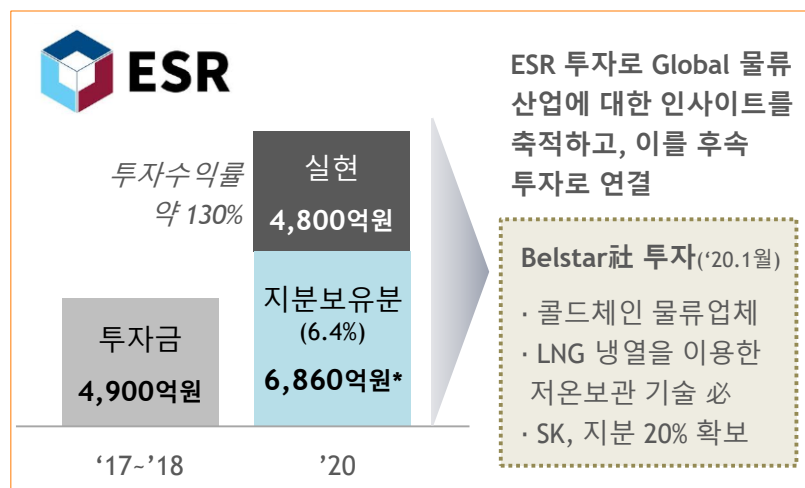 ESR
투자수익률
약 130%
실현
4,800억원
지분보유분
(6.4%)
6,860억원*
투자금
4,900억원
‘17~’18
’20
ESR 투자로 Global 물류
산업에 대한 인사이트를
축적하고, 이를 후속
투자로 연결
Belstar社 투자(‘20.1월)
· 콜드체인 물류업체
· LNG 냉열을 이용한
저온보관 기술 必
· SK, 지분 20% 확보